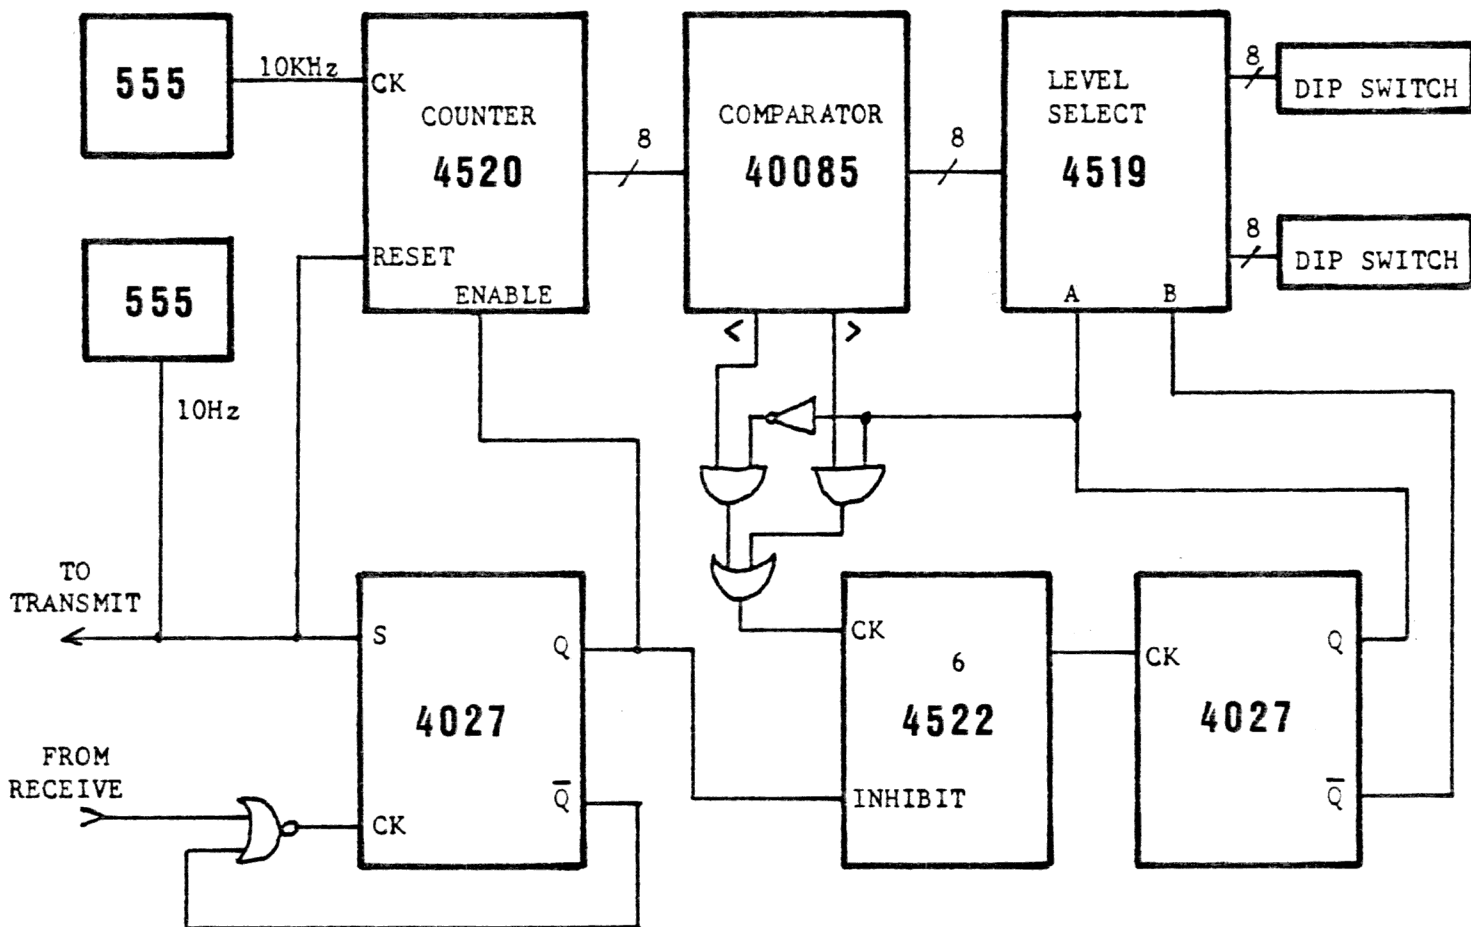 555
10KHz
CK
COUNTER
4520
RESET
ENABLE
8
COMPARATOR
40085
<
>
8
LEVEL
SELECT
4519
A
B
8
DIP SWITCH
8
DIP SWITCH
555
10Hz
TO
TRANSMIT
S
Q
4027
Q̅
CK
FROM
RECEIVE
CK
6
4522
INHIBIT
CK
Q
4027
Q̅